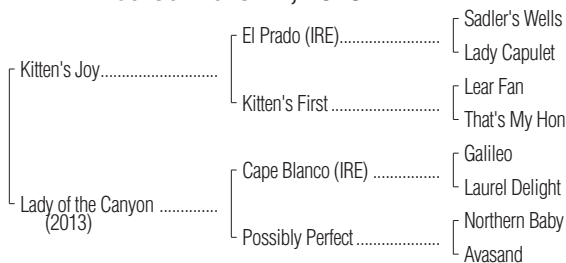 Sadler's Wells
El Prado (IRE)........................
Lady Capulet
Kitten's Joy............................
Lear Fan
Kitten's First ..........................
That's My Hon
Galileo
Cape Blanco (IRE) ................
Laurel Delight
Lady of the Canyon ..............
(2013)
Northern Baby
Possibly Perfect ....................
Avasand